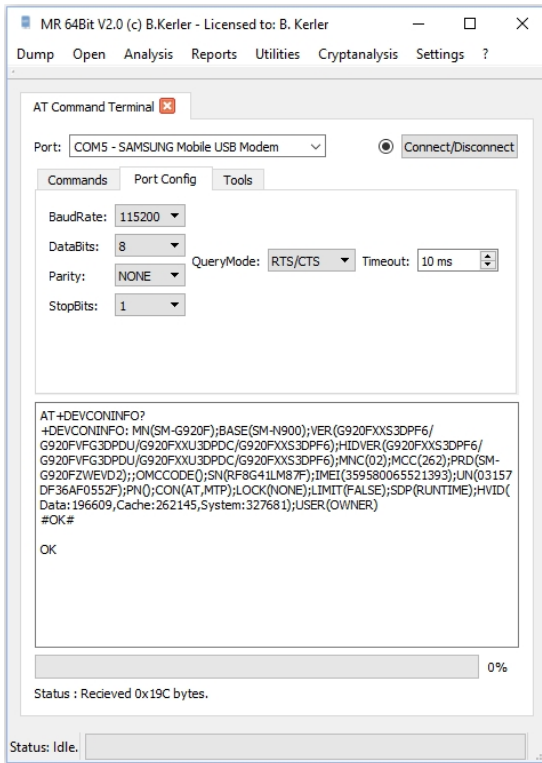 MR 64Bit V2.0 (c) B.Kerler - Licensed to: B. Kerler
Dump Open Analysis Reports Utilities Cryptanalysis Settings ?
AT Command Terminal
Port: COM5 - SAMSUNG Mobile USB Modem Connect/Disconnect
Commands Port Config Tools
BaudRate: 115200
DataBits: 8
QueryMode: RTS/CTS Timeout: 10 ms
Parity: NONE
StopBits: 1
AT+DEVCONINFO?
+DEVCONINFO: MN(SM-G920F);BASE(SM-N900);VER(G920FXXS3DPF6/
G920FVFG3DPDU/G920FXXU3DPDC/G920FXXS3DPF6);HIDVER(G920FXXS3DPF6/
G920FVFG3DPDU/G920FXXU3DPDC/G920FXXS3DPF6);MNC(02);MCC(262);PRD(SM-
G920FZWEVD2);;OMCCODE();SN(RF8G41LM87F);IMEI(359580065521393);UN(03157
DF36AF0552F);PN();CON(AT,MTP);LOCK(NONE);LIMIT(FALSE);SDP(RUNTIME);HVID(
Data:196609,Cache:262145,System:327681);USER(OWNER)
#OK#
OK
0%
Status : Recieved 0x19C bytes.
Status: Idle.